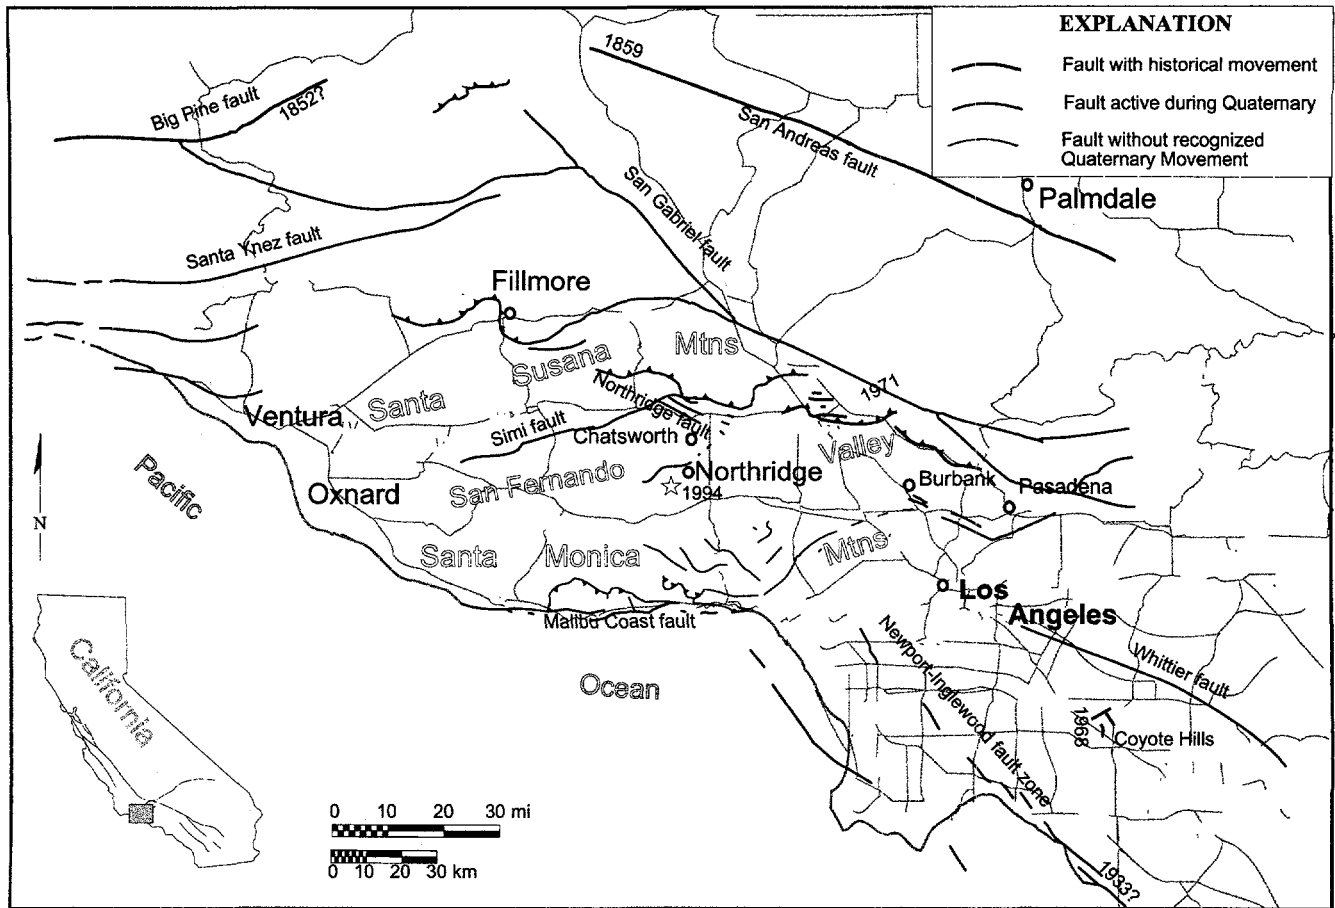 EXPLANATION
Fault with historical movement
Fault active during Quaternary
Fault without recognized
Quaternary Movement
1859
Big Pine fault
1852?
San Andreas fault
Palmdale
San Gabriel fault
Santa Ynez fault
Fillmore
Susana
Mtns
1971
Northridge fault
Santa
Ventura
Simi fault
Chatsworth
Valley
Pacific
San Fernando
Northridge
Burbank
Pasadena
Oxnard
1994
N
Santa
Monica
Mtns
Los
Angeles
Malibu Coast fault
Newport-Inglewood fault zone
Whittier fault
California
Ocean
1968
Coyote Hills
0 10 20 30 mi
0 10 20 30 km
1933?